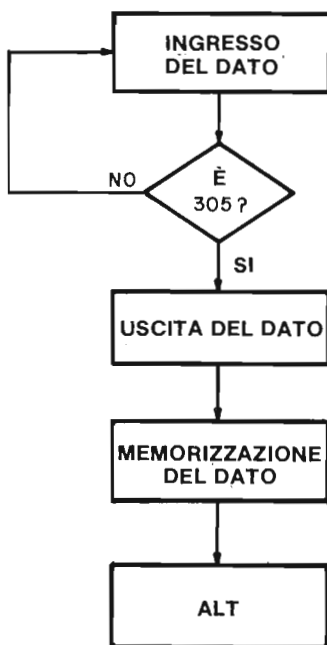 INGRESSO
DEL DATO
NO
È
305?
SI
USCITA DEL DATO
MEMORIZZAZIONE
DEL DATO
ALT